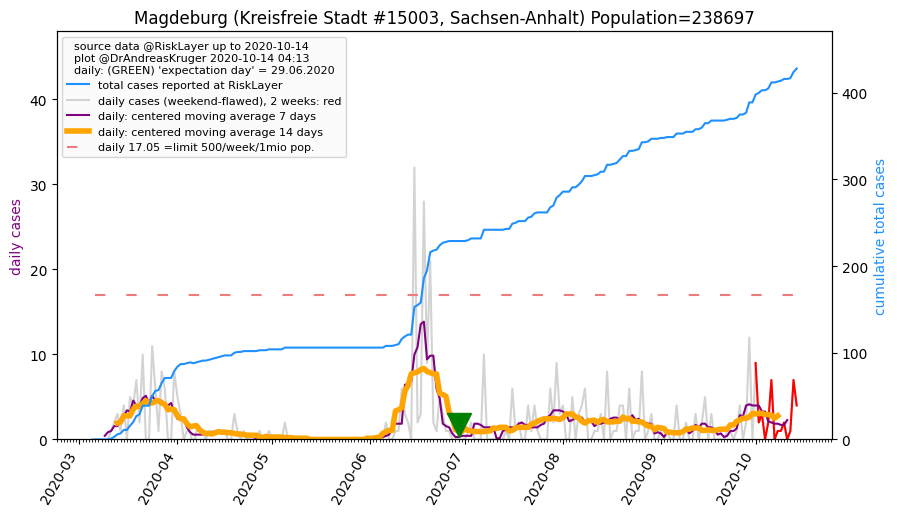 Magdeburg (Kreisfreie Stadt #15003, Sachsen-Anhalt) Population=238697
source data @RiskLayer up to 2020-10-14
plot @DrAndreasKruger 2020-10-14 04:13
daily: (GREEN) 'expectation day' = 29.06.2020
total cases reported at RiskLayer
daily cases (weekend-flawed), 2 weeks: red
daily: centered moving average 7 days
daily: centered moving average 14 days
daily 17.05 =limit 500/week/1mio pop.
daily cases
40
30
20
10
0
cumulative total cases
400
300
200
100
0
2020-03
2020-04
2020-05
2020-06
2020-07
2020-08
2020-09
2020-10